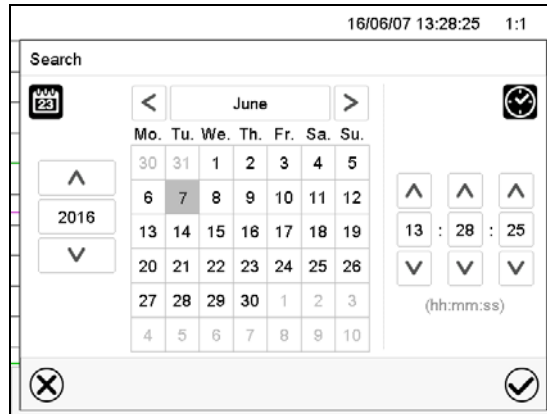 16/06/07 13:28:25 1:1
Search
23
< June >
Mo. Tu. We. Th. Fr. Sa. Su.
30 31 1 2 3 4 5
6 7 8 9 10 11 12
2016
13 14 15 16 17 18 19
13 : 28 : 25
20 21 22 23 24 25 26
27 28 29 30 1 2 3
(hh:mm:ss)
4 5 6 7 8 9 10